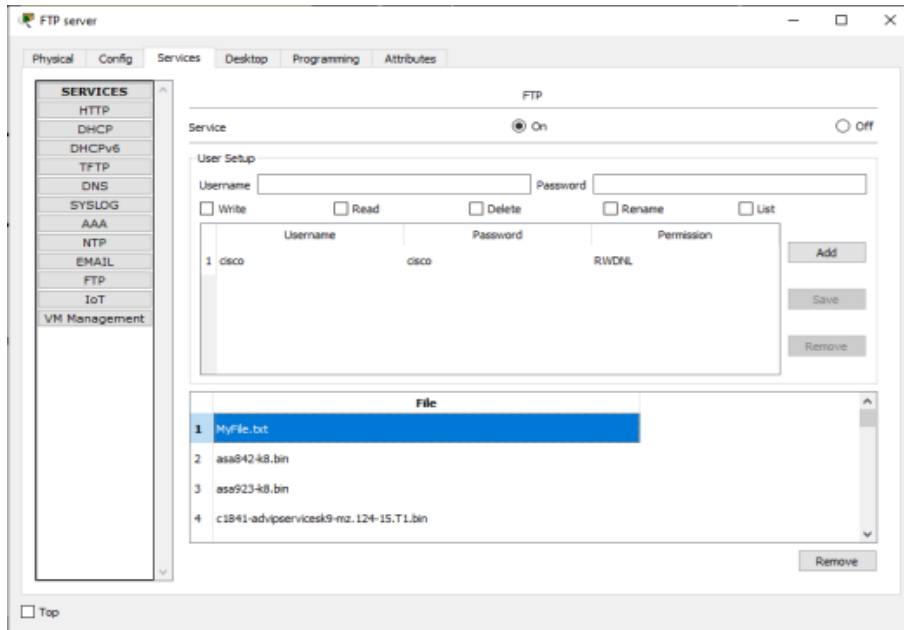 FTP server
Physical Config Services Desktop Programming Attributes
SERVICES
HTTP
DHCP
DHCPv6
TFTP
DNS
SYSLOG
AAA
NTP
EMAIL
FTP
IoT
VM Management
FTP
Service On Off
User Setup
Username Password
Write Read Delete Rename List
Username Password Permission
1 cisco cisco RWDNL
Add
Save
Remove
File
1 MyFile.txt
2 asa842-k8.bin
3 asa923-k8.bin
4 c1841-advipservicesk9-mz.124-15.T1.bin
Remove
Top